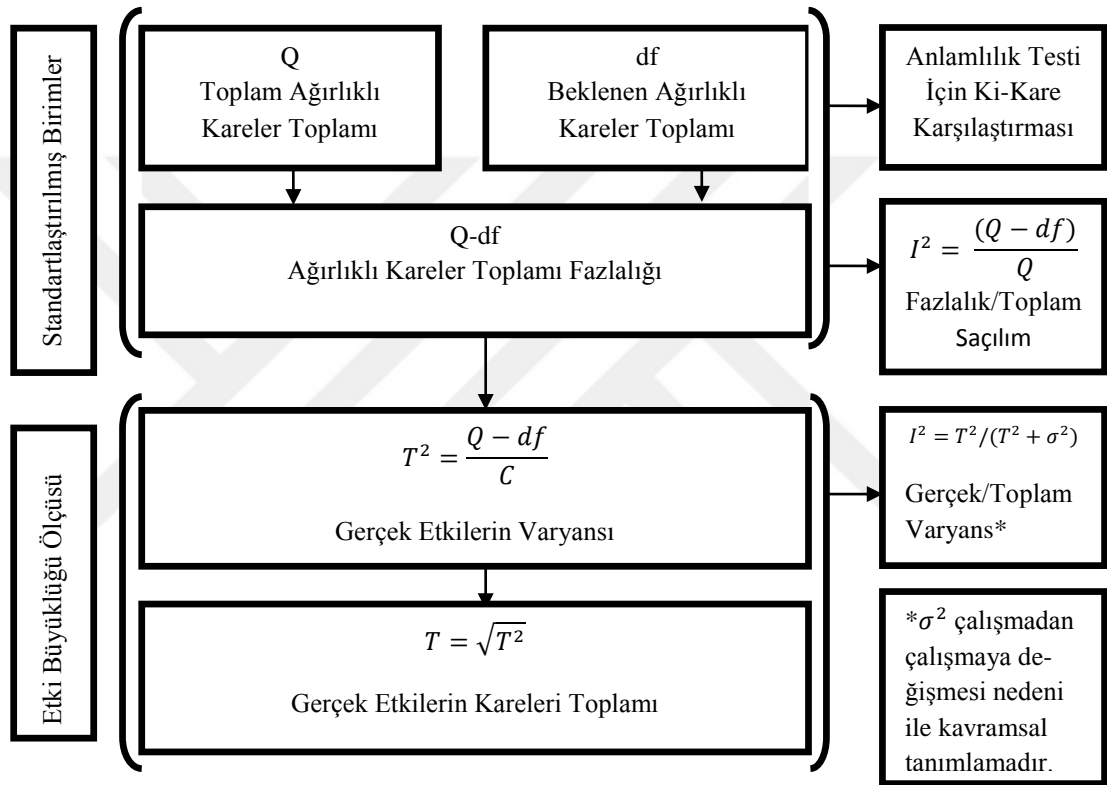 Standartlaştırılmış Birimler
Q
Toplam Ağırlıklı
Kareler Toplamı
df
Beklenen Ağırlıklı
Kareler Toplamı
Anlamlılık Testi
İçin Ki-Kare
Karşılaştırması
Q-df
Ağırlıklı Kareler Toplamı Fazlalığı
I² = (Q − df) / Q
Fazlalık/Toplam
Saçılım
Etki Büyüklüğü Ölçüsü
T² = Q − df / C
Gerçek Etkilerin Varyansı
I² = T²/(T² + σ²)
Gerçek/Toplam
Varyans*
T = √T²
Gerçek Etkilerin Kareleri Toplamı
*σ² çalışmadan
çalışmaya de-
ğişmesi nedeni
ile kavramsal
tanımlamadır.